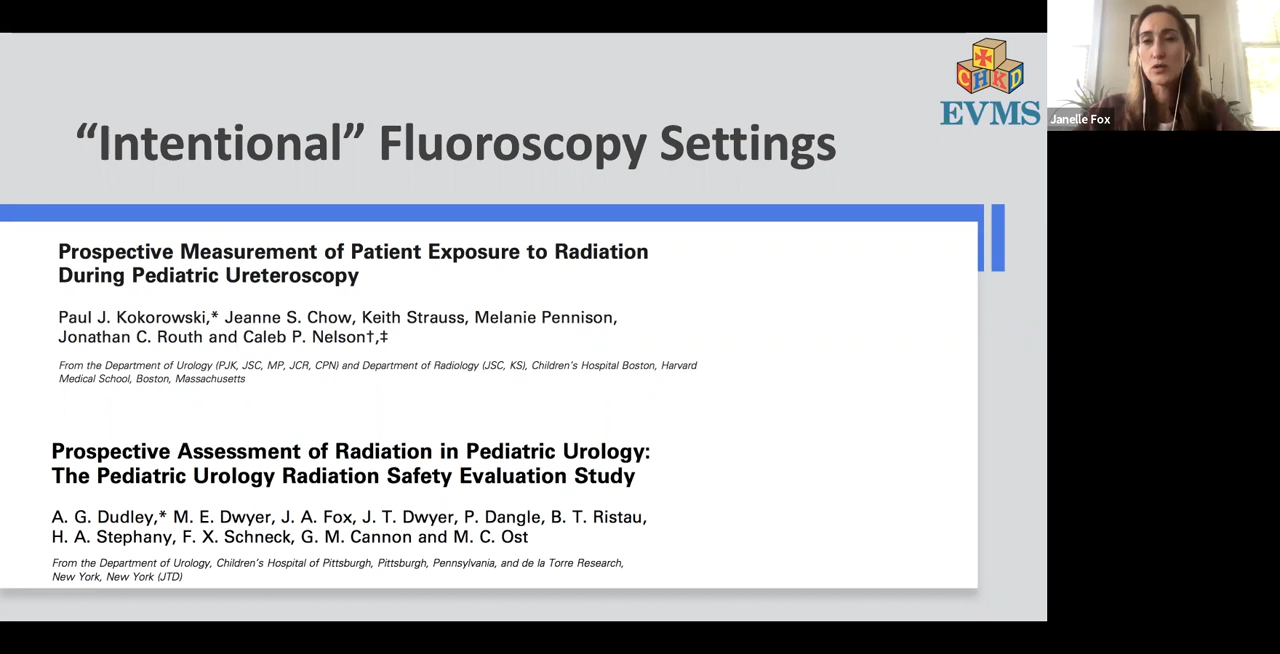 CHKD
EVMS
Janelle Fox
“Intentional” Fluoroscopy Settings
Prospective Measurement of Patient Exposure to Radiation
During Pediatric Ureteroscopy
Paul J. Kokorowski,* Jeanne S. Chow, Keith Strauss, Melanie Pennison,
Jonathan C. Routh and Caleb P. Nelson†,‡
From the Department of Urology (PJK, JSC, MP, JCR, CPN) and Department of Radiology (JSC, KS), Children’s Hospital Boston, Harvard
Medical School, Boston, Massachusetts
Prospective Assessment of Radiation in Pediatric Urology:
The Pediatric Urology Radiation Safety Evaluation Study
A. G. Dudley,* M. E. Dwyer, J. A. Fox, J. T. Dwyer, P. Dangle, B. T. Ristau,
H. A. Stephany, F. X. Schneck, G. M. Cannon and M. C. Ost
From the Department of Urology, Children’s Hospital of Pittsburgh, Pittsburgh, Pennsylvania, and de la Torre Research,
New York, New York (JTD)